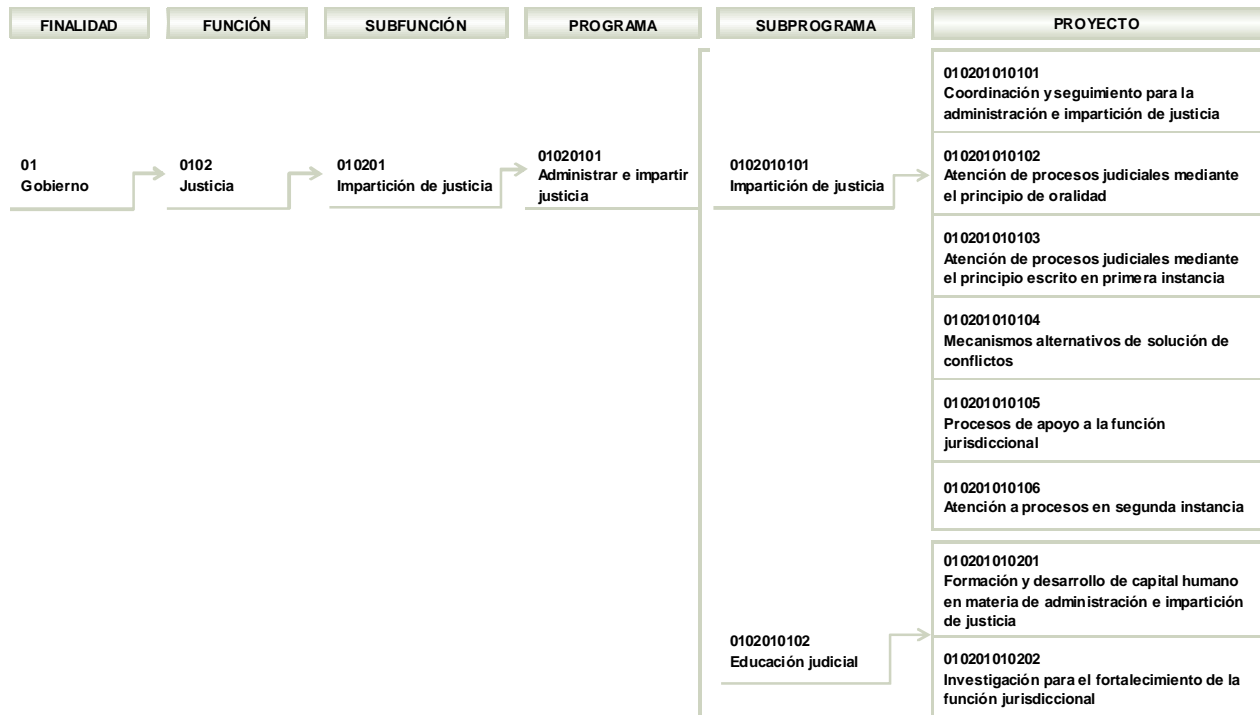 FINALIDAD
FUNCIÓN
SUBFUNCIÓN
PROGRAMA
SUBPROGRAMA
PROYECTO
01
Gobierno
0102
Justicia
010201
Impartición de justicia
01020101
Administrar e impartir
justicia
0102010101
Impartición de justicia
010201010101
Coordinación y seguimiento para la
administración e impartición de justicia
010201010102
Atención de procesos judiciales mediante
el principio de oralidad
010201010103
Atención de procesos judiciales mediante
el principio escrito en primera instancia
010201010104
Mecanismos alternativos de solución de
conflictos
010201010105
Procesos de apoyo a la función
jurisdiccional
010201010106
Atención a procesos en segunda instancia
0102010102
Educación judicial
010201010201
Formación y desarrollo de capital humano
en materia de administración e impartición
de justicia
010201010202
Investigación para el fortalecimiento de la
función jurisdiccional